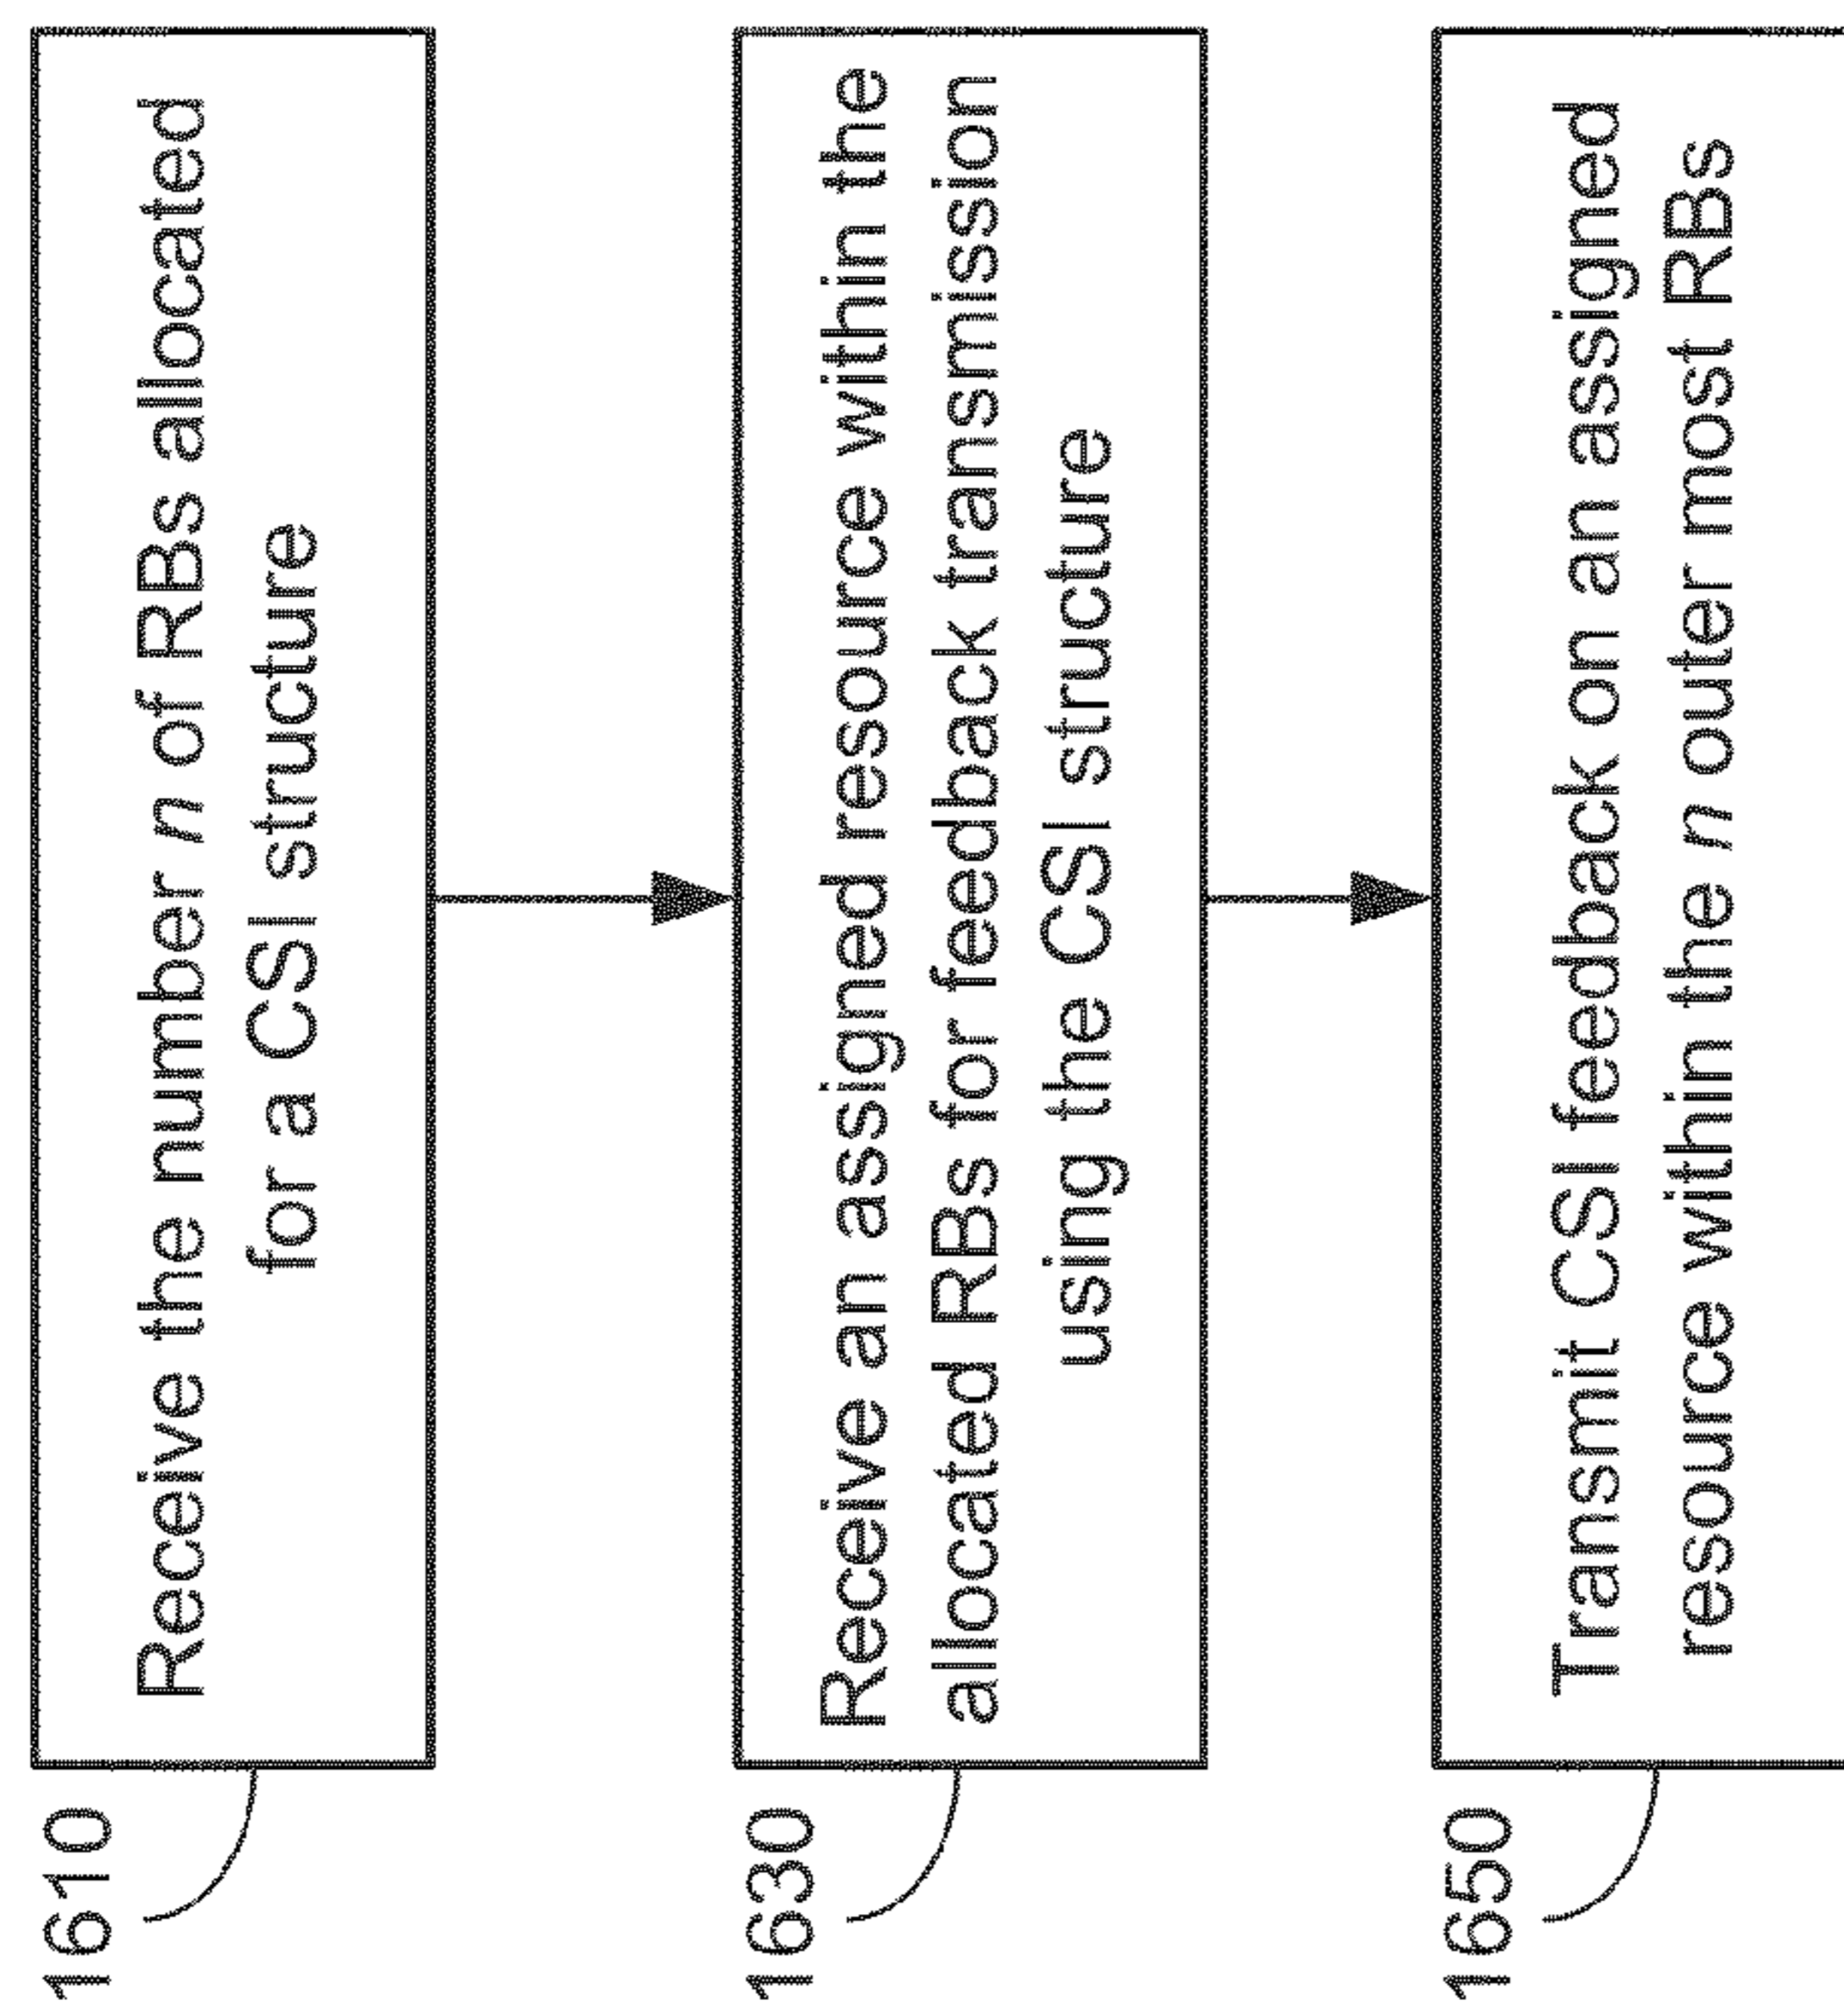 1610
Receive the number n of RBs allocated
for a CSI structure
1630
Receive an assigned resource within the
allocated RBs for feedback transmission
using the CSI structure
1650
Transmit CSI feedback on an assigned
resource within the n outer most RBs